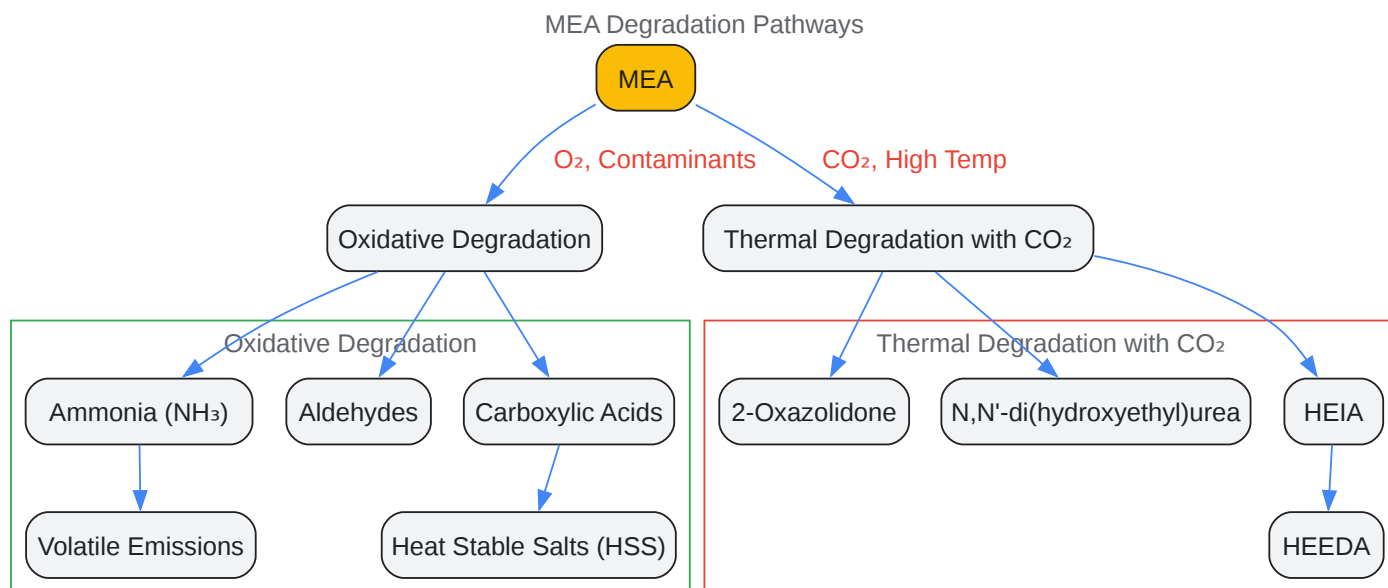 MEA Degradation Pathways
MEA
O₂, Contaminants
CO₂, High Temp
Oxidative Degradation
Thermal Degradation with CO₂
Oxidative Degradation
Thermal Degradation with CO₂
Ammonia (NH₃)
Aldehydes
Carboxylic Acids
2-Oxazolidone
N,N'-di(hydroxyethyl)urea
HEIA
Volatile Emissions
Heat Stable Salts (HSS)
HEEDA